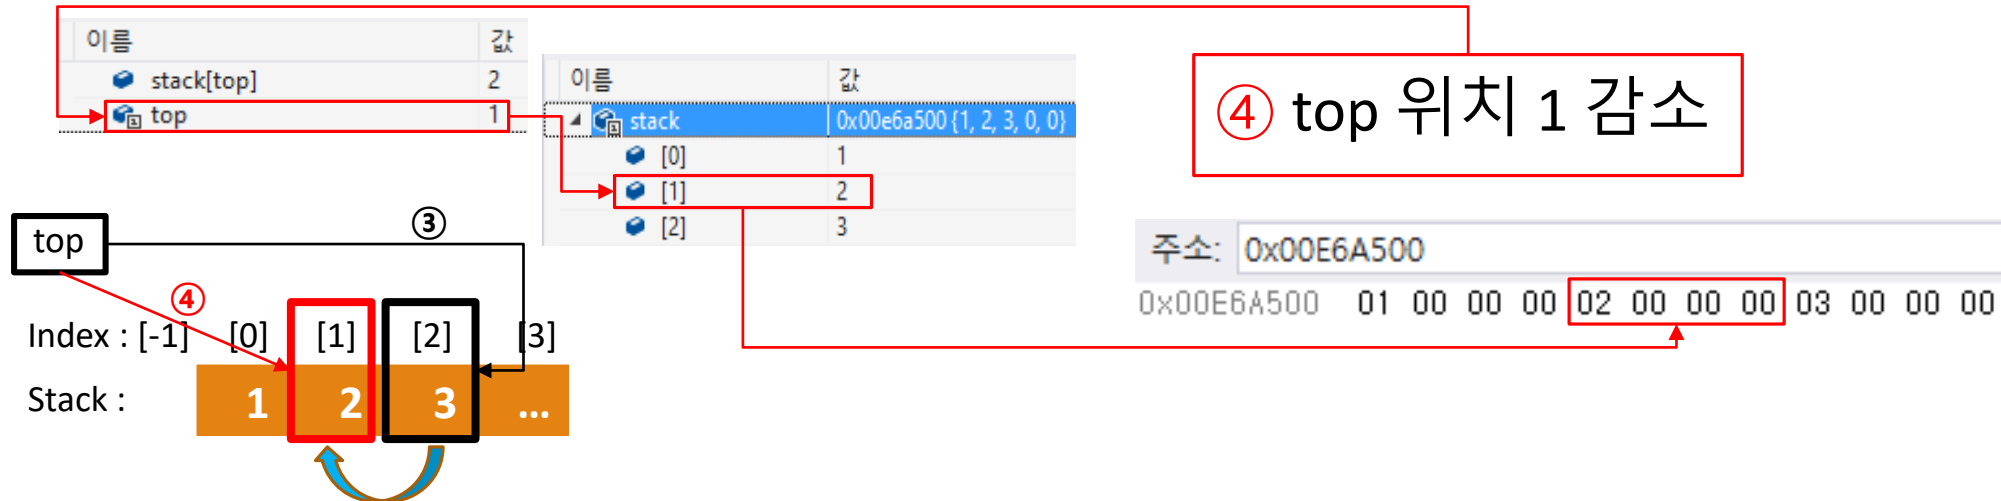 이름 값
stack[top] 2
top 1
이름 값
stack 0x00e6a500 {1, 2, 3, 0, 0}
[0] 1
[1] 2
[2] 3
④ top 위치 1 감소
top
③
④
Index : [-1] [0] [1] [2] [3]
Stack : 1 2 3 ...
주소: 0x00E6A500
0x00E6A500 01 00 00 00 02 00 00 00 03 00 00 00